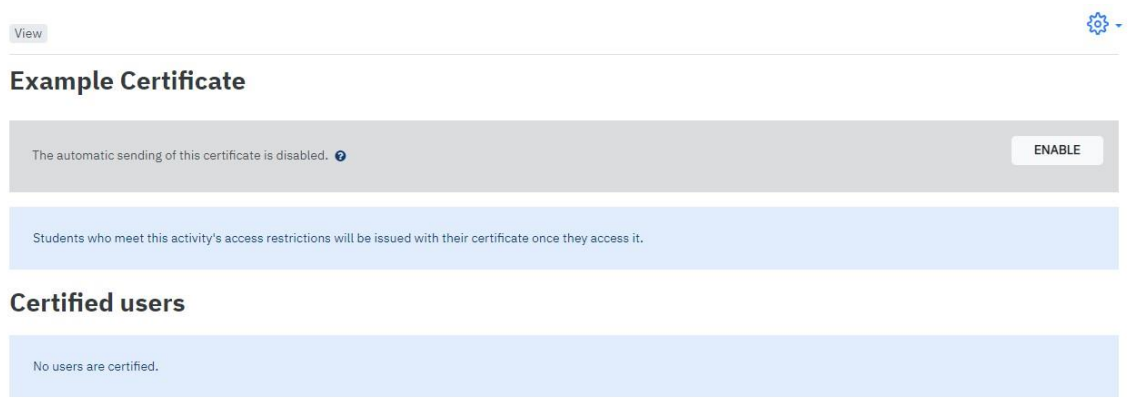 View
Example Certificate
The automatic sending of this certificate is disabled.
ENABLE
Students who meet this activity's access restrictions will be issued with their certificate once they access it.
Certified users
No users are certified.